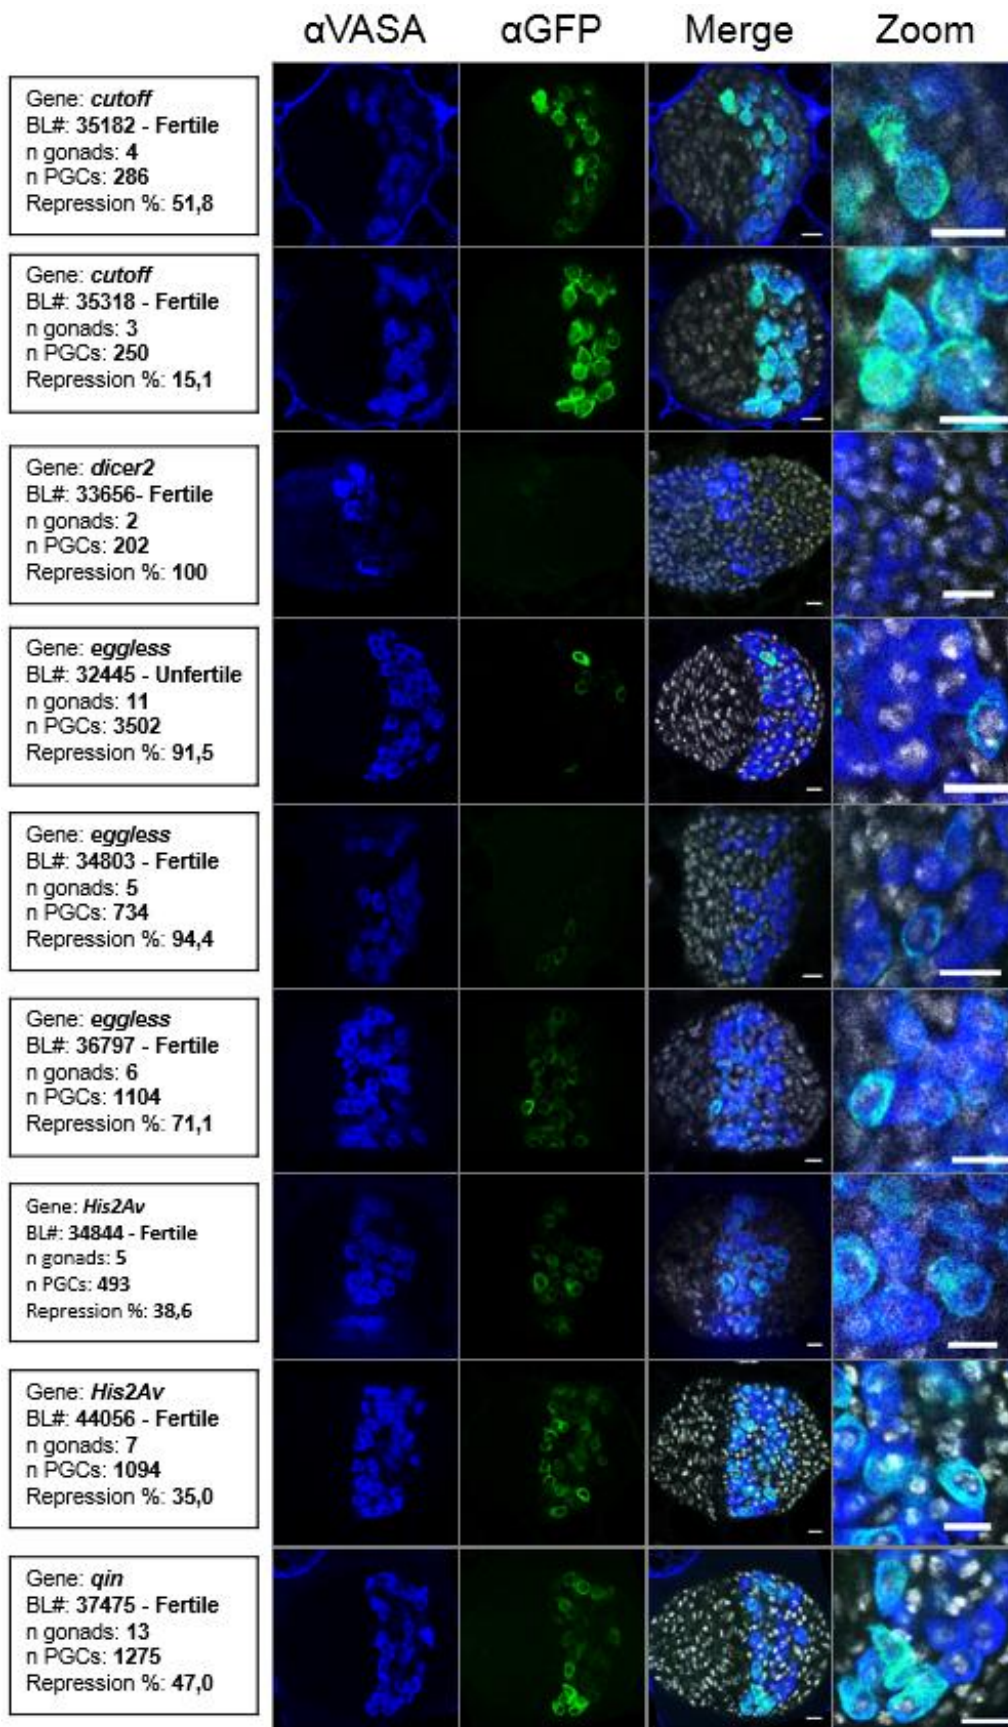 αVASA αGFP Merge Zoom
Gene: cutoff
BL#: 35182 - Fertile
n gonads: 4
n PGCs: 286
Repression %: 51,8
Gene: cutoff
BL#: 35318 - Fertile
n gonads: 3
n PGCs: 250
Repression %: 15,1
Gene: dicer2
BL#: 33656- Fertile
n gonads: 2
n PGCs: 202
Repression %: 100
Gene: eggless
BL#: 32445 - Unfertile
n gonads: 11
n PGCs: 3502
Repression %: 91,5
Gene: eggless
BL#: 34803 - Fertile
n gonads: 5
n PGCs: 734
Repression %: 94,4
Gene: eggless
BL#: 36797 - Fertile
n gonads: 6
n PGCs: 1104
Repression %: 71,1
Gene: His2Av
BL#: 34844 - Fertile
n gonads: 5
n PGCs: 493
Repression %: 38,6
Gene: His2Av
BL#: 44056 - Fertile
n gonads: 7
n PGCs: 1094
Repression %: 35,0
Gene: qin
BL#: 37475 - Fertile
n gonads: 13
n PGCs: 1275
Repression %: 47,0